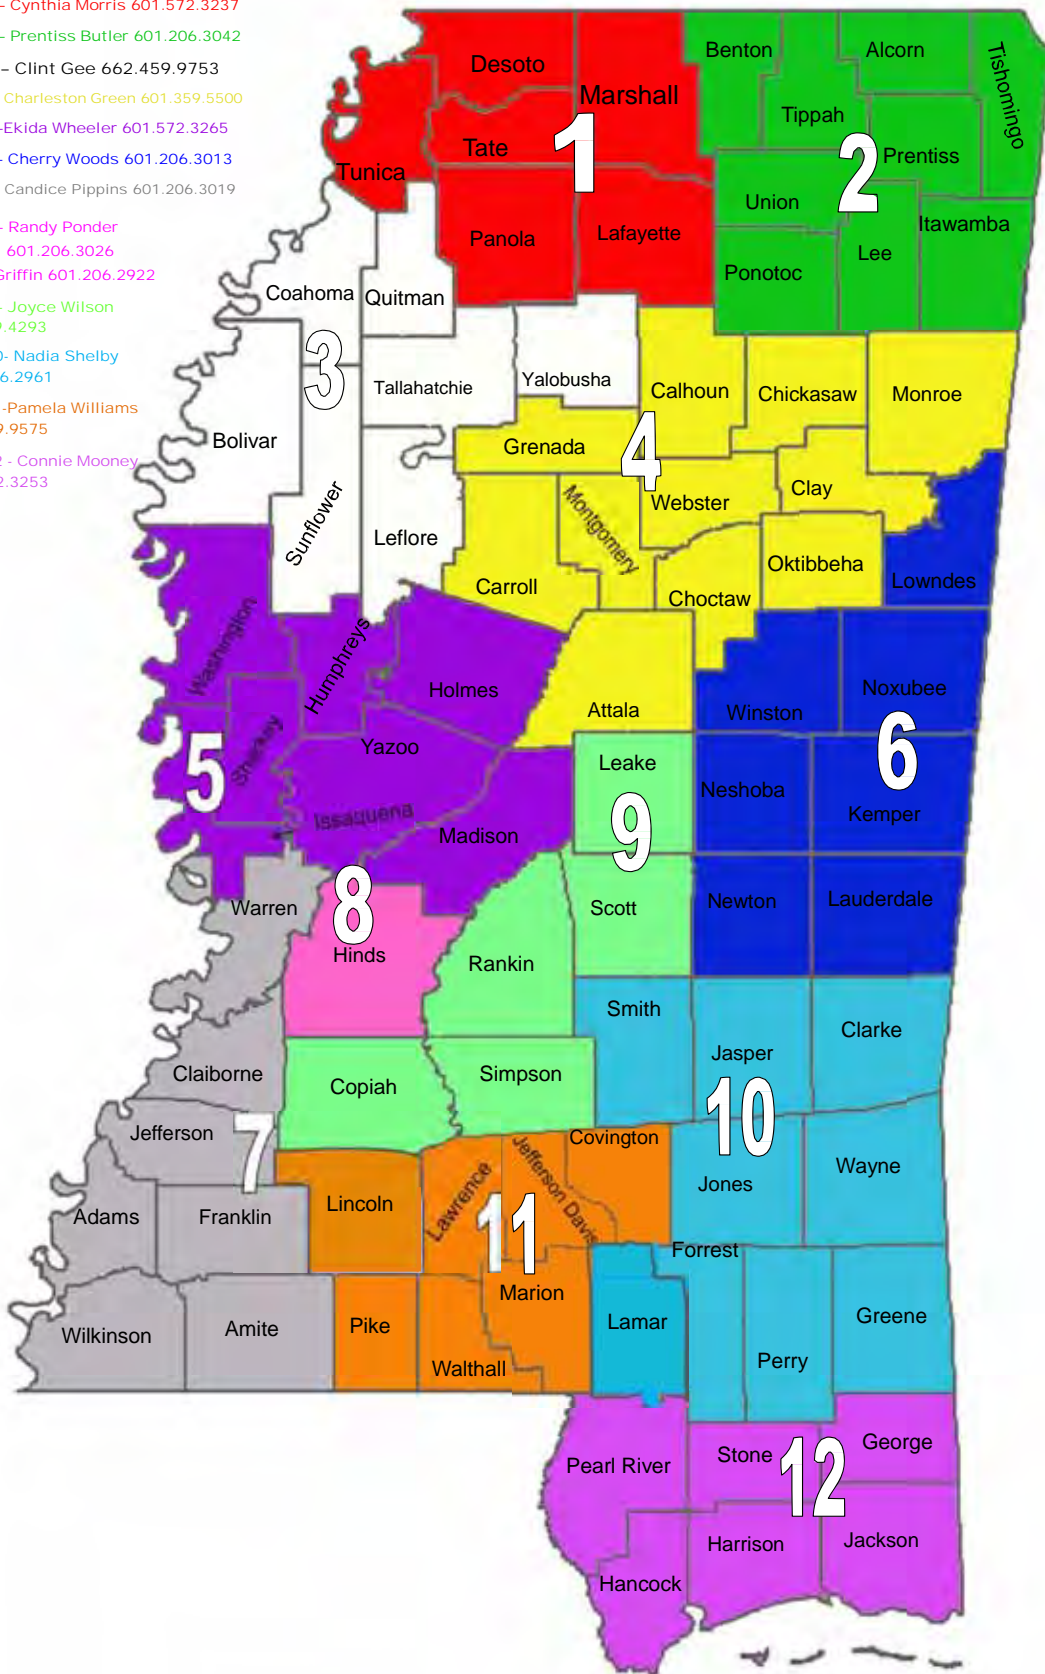 - Cynthia Morris 601.572.3237
- Prentiss Butler 601.206.3042
– Clint Gee 662.459.9753
Charleston Green 601.359.5500
-Ekida Wheeler 601.572.3265
- Cherry Woods 601.206.3013
Candice Pippins 601.206.3019
- Randy Ponder
601.206.3026
Griffin 601.206.2922
- Joyce Wilson
9.4293
0- Nadia Shelby
6.2961
-Pamela Williams
9.9575
2 - Connie Mooney
2.3253
Desoto
Marshall
Tate
Tunica
1
Panola
Lafayette
Benton
Alcorn
Tishomingo
Tippah
2
Prentiss
Union
Itawamba
Lee
Ponotoc
Coahoma
Quitman
3
Tallahatchie
Yalobusha
Bolivar
Sunflower
Leflore
Calhoun
Chickasaw
Monroe
Grenada
4
Webster
Clay
Montgomery
Carroll
Choctaw
Oktibbeha
Attala
Lowndes
Washington
Humphreys
Holmes
5
Sharkey
Yazoo
Issaquena
Madison
Winston
Noxubee
6
Neshoba
Kemper
Newton
Lauderdale
Leake
9
Scott
Rankin
Warren
8
Hinds
Claiborne
Copiah
Simpson
Smith
Jasper
Clarke
10
Jefferson
7
Adams
Franklin
Lincoln
Lawrence
Jefferson Davis
Covington
11
Jones
Wayne
Wilkinson
Amite
Pike
Walthall
Marion
Lamar
Forrest
Perry
Greene
Pearl River
Stone
12
George
Hancock
Harrison
Jackson